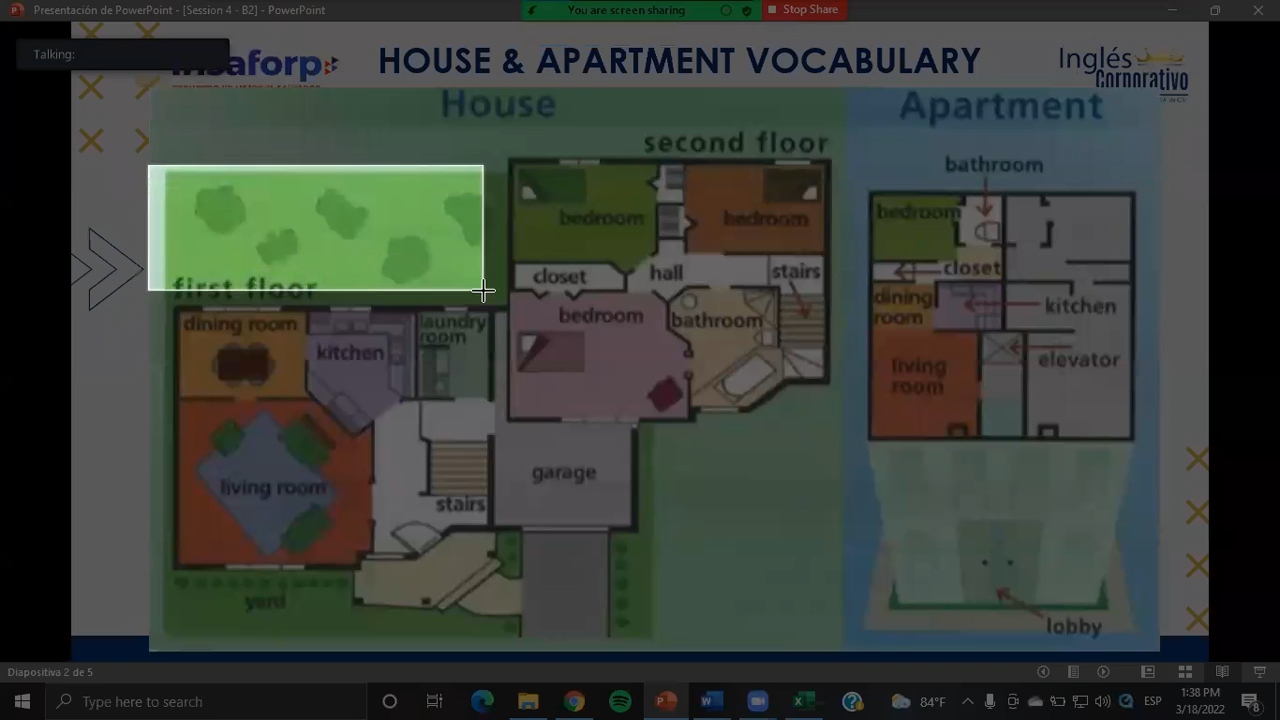 Presentación de PowerPoint - [Session 4 - B2] - PowerPoint
You are screen sharing
Stop Share
Talking:
insaforp
HOUSE & APARTMENT VOCABULARY
Inglés
Corporativo
House
Apartment
second floor
bathroom
bedroom
bedroom
bedroom
closet
hall
stairs
closet
first floor
dining
room
kitchen
dining room
laundry
room
kitchen
bedroom
bathroom
elevator
living
room
living room
stairs
garage
yard
lobby
Diapositiva 2 de 5
Type here to search
84°F
ESP
1:38 PM
3/18/2022
8